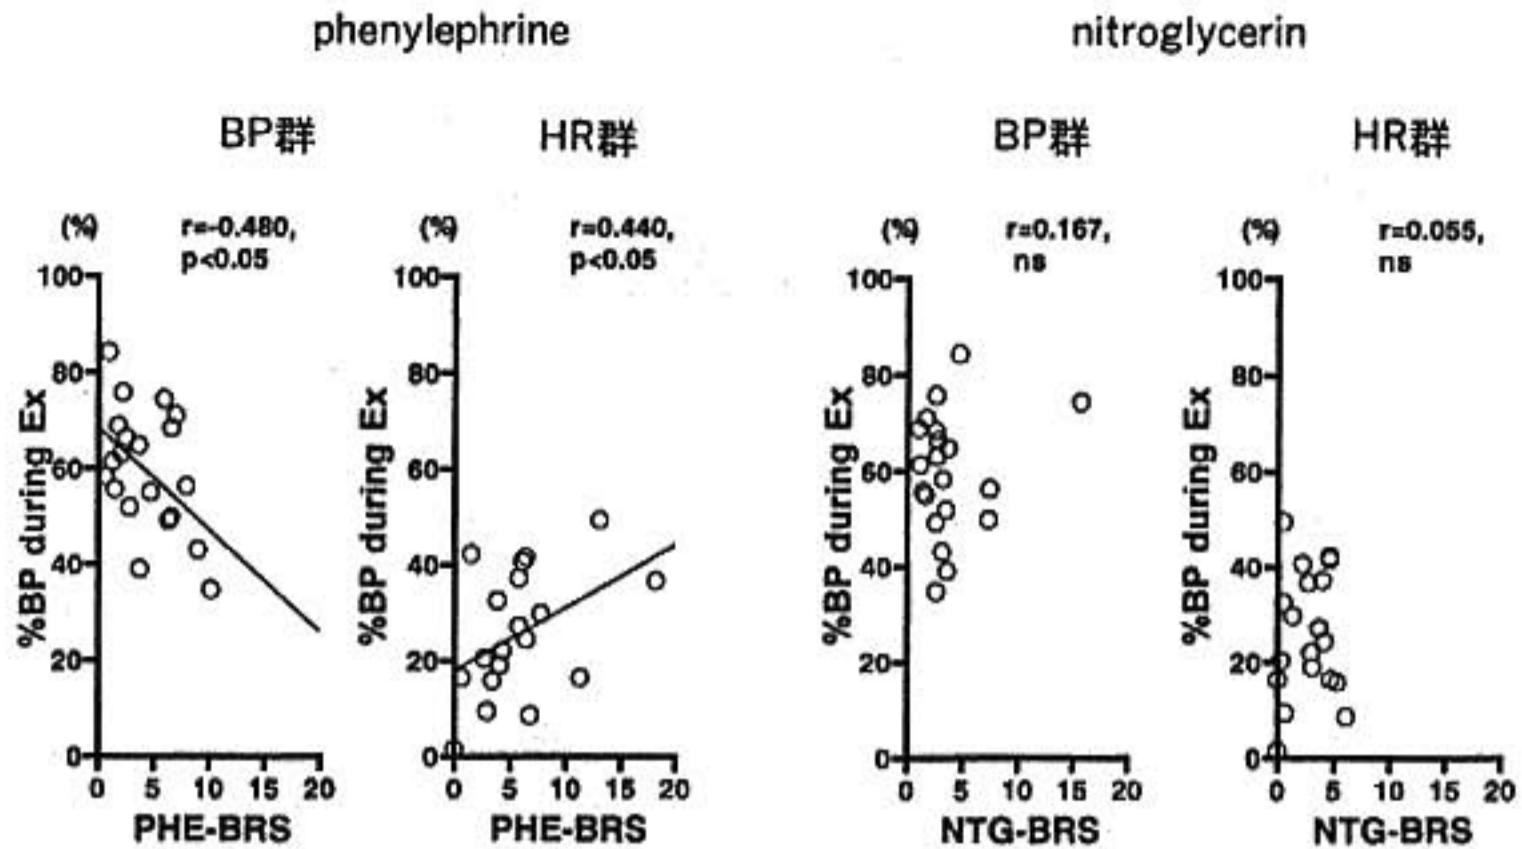 phenylephrine
nitroglycerin
BP群
HR群
BP群
HR群
(%)
r=-0.480,
p<0.05
100
80
60
40
20
0
%BP during Ex
0 5 10 15 20
PHE-BRS
(%)
r=0.440,
p<0.05
100
80
60
40
20
0
%BP during Ex
0 5 10 15 20
PHE-BRS
(%)
r=0.167,
ns
100
80
60
40
20
0
%BP during Ex
0 5 10 15 20
NTG-BRS
(%)
r=0.055,
ns
100
80
60
40
20
0
%BP during Ex
0 5 10 15 20
NTG-BRS